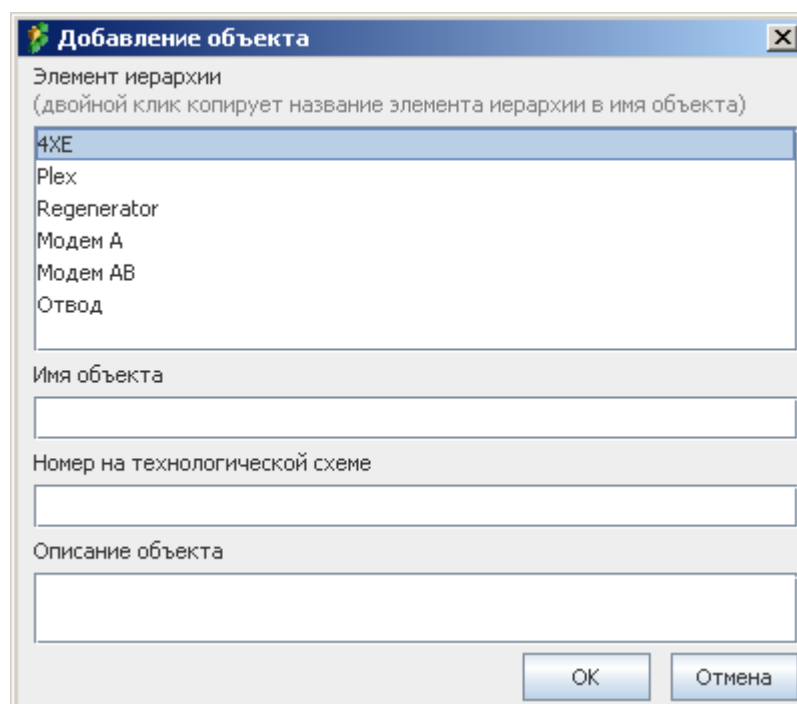 Добавление объекта
Элемент иерархии
(двойной клик копирует название элемента иерархии в имя объекта)
4XE
Plex
Regenerator
Модем А
Модем АВ
Отвод
Имя объекта
Номер на технологической схеме
Описание объекта
OK
Отмена